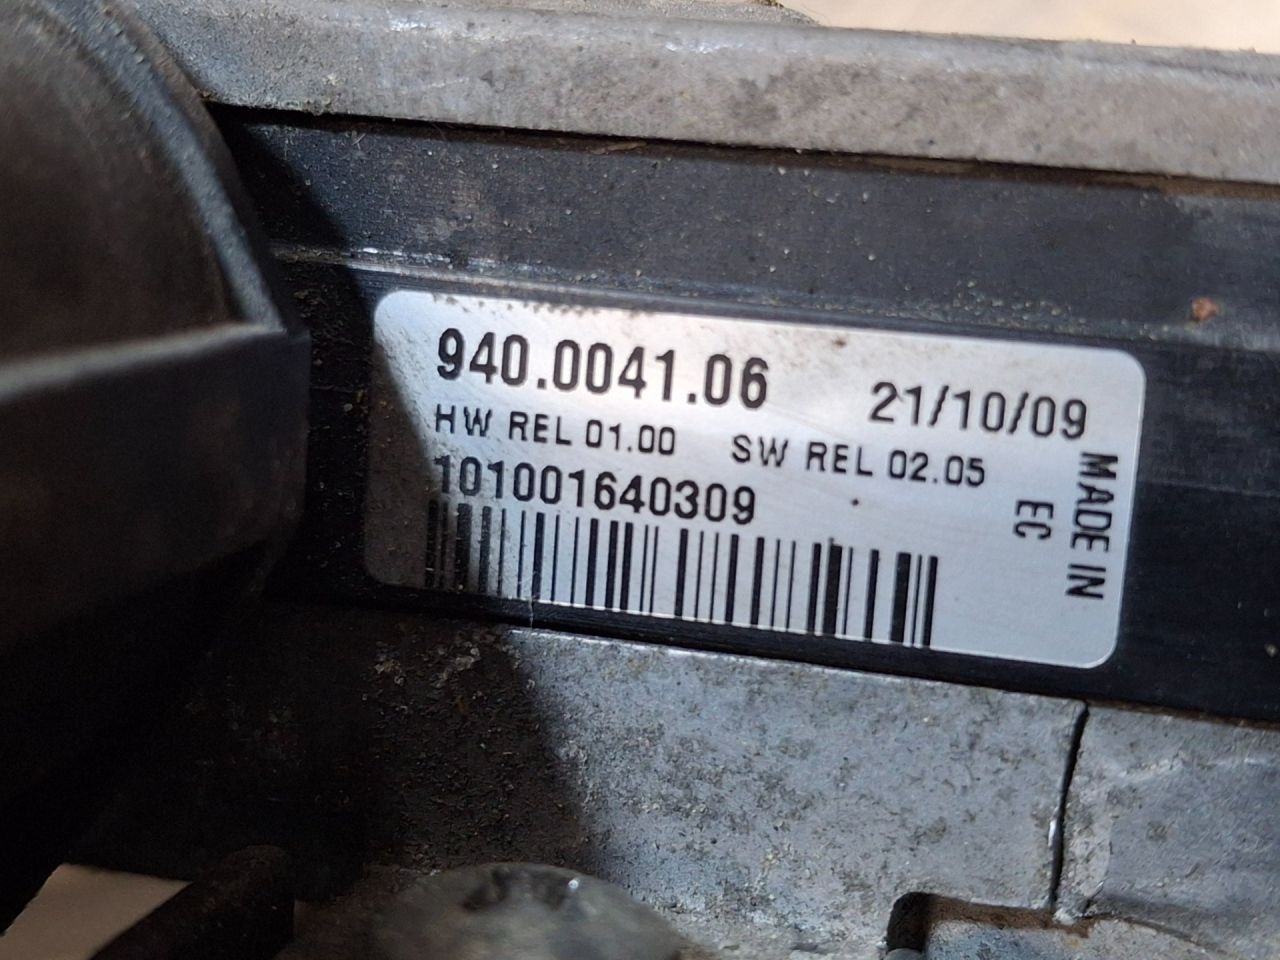 940.0041.06 21/10/09
HW REL 01.00 SW REL 02.05
101001640309
MADE IN
EC